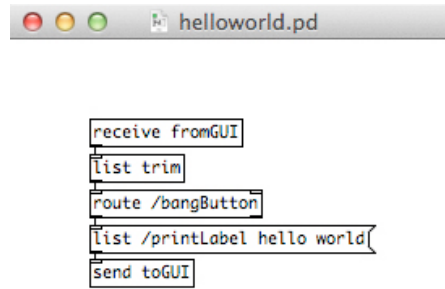 helloworld.pd
receive fromGUI
list trim
route /bangButton
list /printLabel hello world
send toGUI